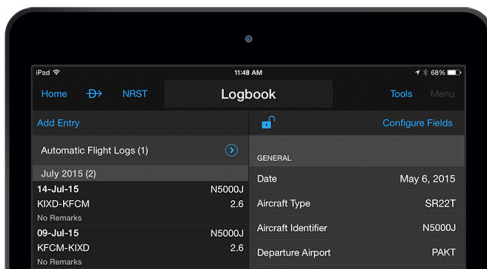 iPad 11:48 AM 68%
Home NRST Logbook Tools Menu
Add Entry Configure Fields
Automatic Flight Logs (1)
July 2015 (2)
14-Jul-15 N5000J
KIXD-KFCM 2.6
No Remarks
09-Jul-15 N5000J
KFCM-KIXD 2.6
No Remarks
GENERAL
Date May 6, 2015
Aircraft Type SR22T
Aircraft Identifier N5000J
Departure Airport PAKT